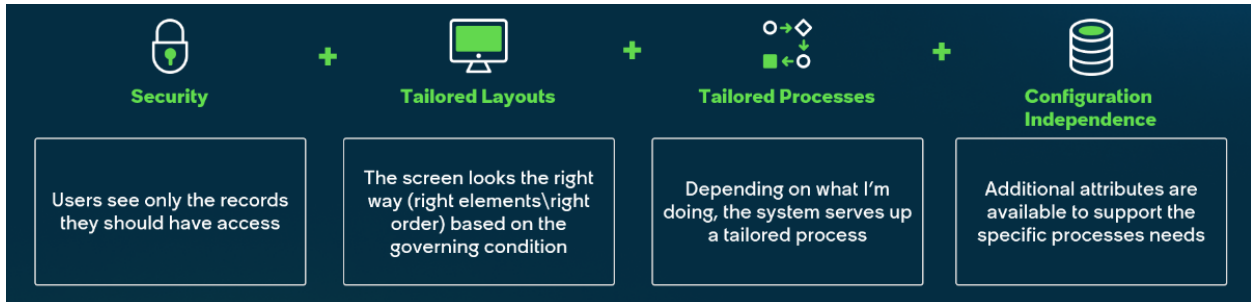 Security
Tailored Layouts
Tailored Processes
Configuration
Independence
Users see only the records
they should have access
The screen looks the right
way (right elements\right
order) based on the
governing condition
Depending on what I'm
doing, the system serves up
a tailored process
Additional attributes are
available to support the
specific processes needs